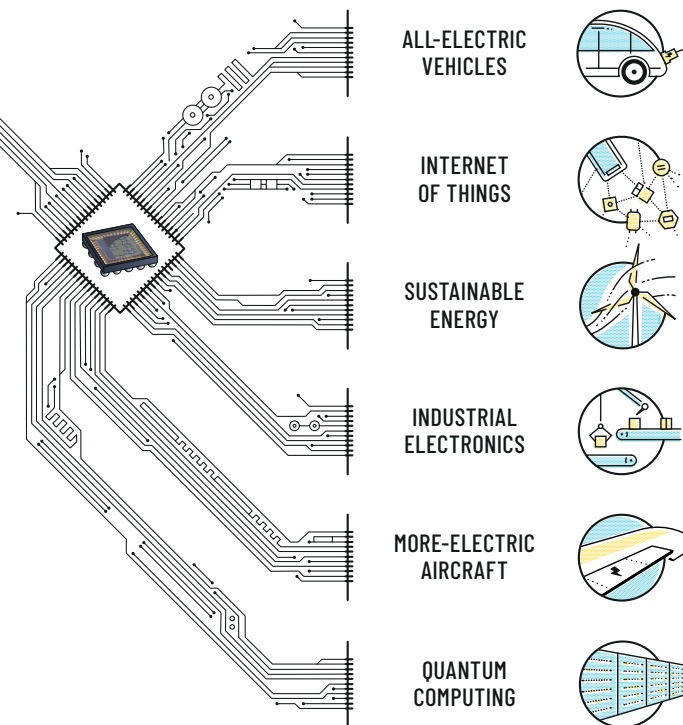 ALL-ELECTRIC
VEHICLES
INTERNET
OF THINGS
SUSTAINABLE
ENERGY
INDUSTRIAL
ELECTRONICS
MORE-ELECTRIC
AIRCRAFT
QUANTUM
COMPUTING